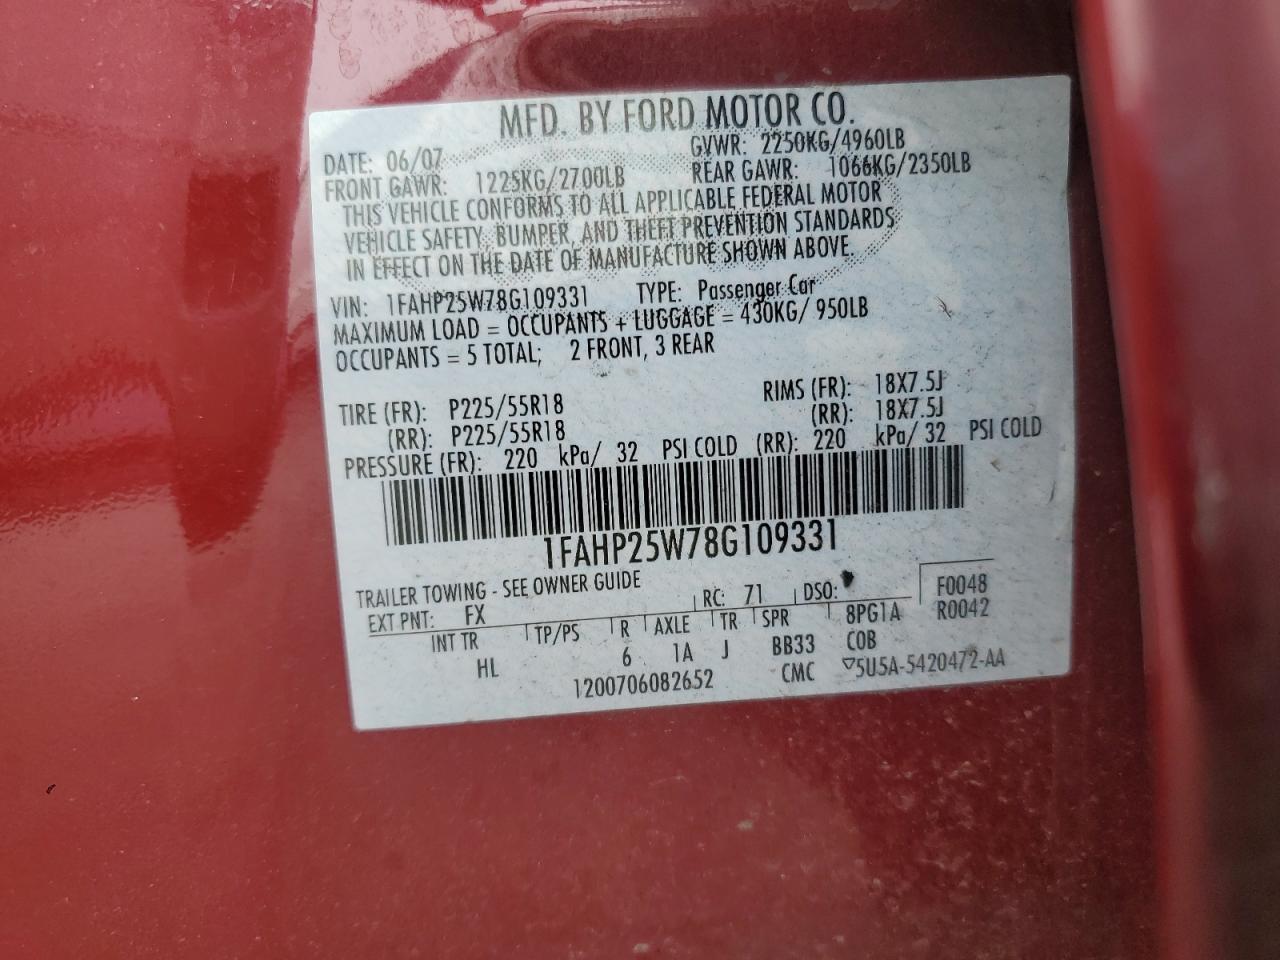 MFD. BY FORD MOTOR CO.
DATE: 06/07 GVWR: 2250KG/4960LB
FRONT GAWR: 1225KG/2700LB REAR GAWR: 1066KG/2350LB
THIS VEHICLE CONFORMS TO ALL APPLICABLE FEDERAL MOTOR
VEHICLE SAFETY, BUMPER, AND THEFT PREVENTION STANDARDS
IN EFFECT ON THE DATE OF MANUFACTURE SHOWN ABOVE.
VIN: 1FAHP25W78G109331 TYPE: Passenger Car
MAXIMUM LOAD = OCCUPANTS + LUGGAGE = 430KG/ 950LB
OCCUPANTS = 5 TOTAL; 2 FRONT, 3 REAR
TIRE (FR): P225/55R18 RIMS (FR): 18X7.5J
(RR): P225/55R18 (RR): 18X7.5J
PRESSURE (FR): 220 kPa/ 32 PSI COLD (RR): 220 kPa/ 32 PSI COLD
1FAHP25W78G109331
TRAILER TOWING - SEE OWNER GUIDE
EXT PNT: FX RC: 71 DSO: F0048
INT TR TP/PS R AXLE TR SPR 8PG1A R0042
HL 6 1A J BB33 COB
1200706082652 CMC ▽5U5A-5420472-AA